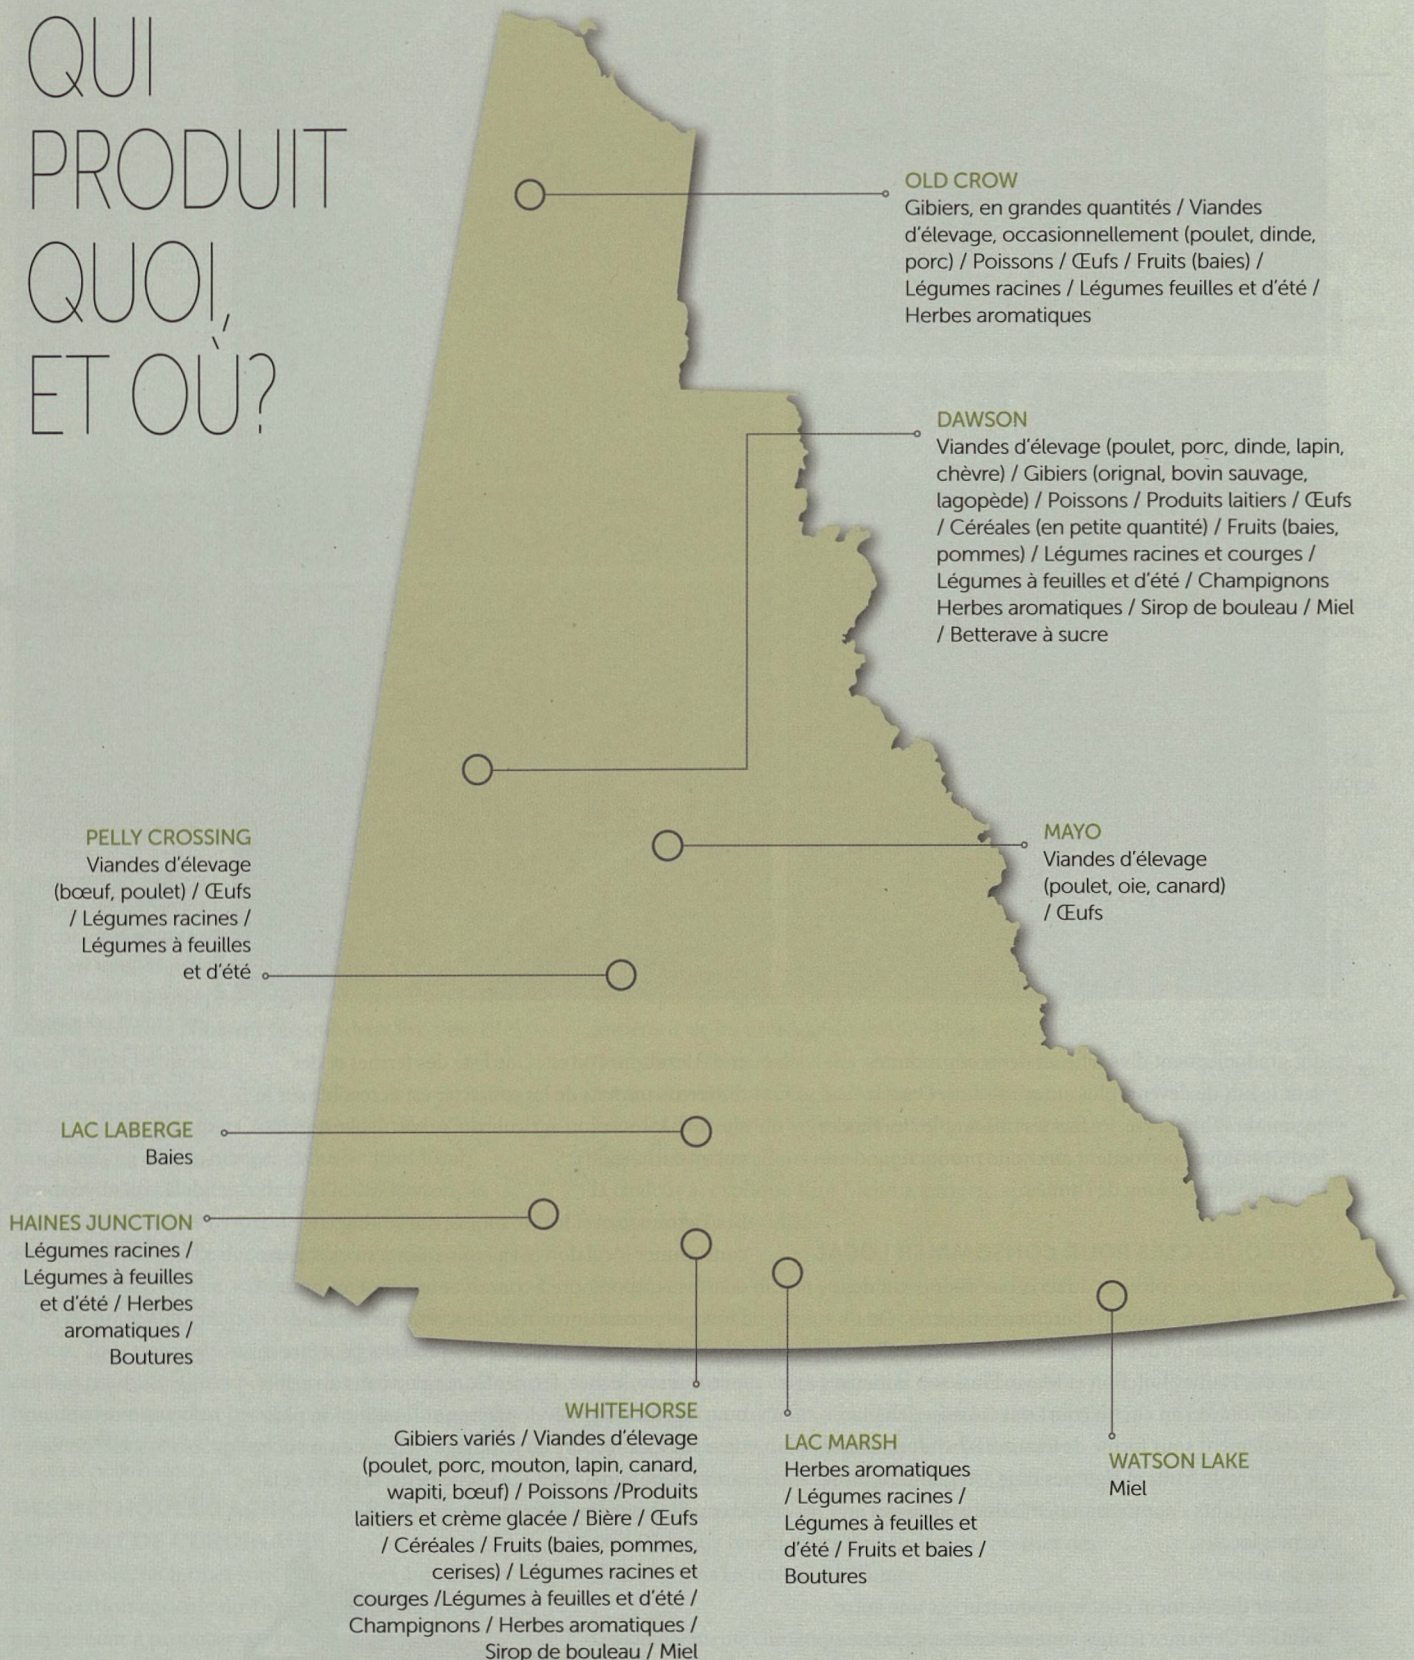 QUI
PRODUIT
QUOI,
ET OÙ?
OLD CROW
Gibiers, en grandes quantités / Viandes
d'élevage, occasionnellement (poulet, dinde,
porc) / Poissons / Œufs / Fruits (baies) /
Légumes racines / Légumes feuilles et d'été /
Herbes aromatiques
DAWSON
Viandes d'élevage (poulet, porc, dinde, lapin,
chèvre) / Gibiers (orignal, bovin sauvage,
lagopède) / Poissons / Produits laitiers / Œufs
/ Céréales (en petite quantité) / Fruits (baies,
pommes) / Légumes racines et courges /
Légumes à feuilles et d'été / Champignons
Herbes aromatiques / Sirop de bouleau / Miel
/ Betterave à sucre
PELLY CROSSING
Viandes d'élevage
(bœuf, poulet) / Œufs
/ Légumes racines /
Légumes à feuilles
et d'été
MAYO
Viandes d'élevage
(poulet, oie, canard)
/ Œufs
LAC LABERGE
Baies
HAINES JUNCTION
Légumes racines /
Légumes à feuilles
et d'été / Herbes
aromatiques /
Boutures
WHITEHORSE
Gibiers variés / Viandes d'élevage
(poulet, porc, mouton, lapin, canard,
wapiti, bœuf) / Poissons /Produits
laitiers et crème glacée / Bière / Œufs
/ Céréales / Fruits (baies, pommes,
cerises) / Légumes racines et
courges /Légumes à feuilles et d'été /
Champignons / Herbes aromatiques /
Sirop de bouleau / Miel
LAC MARSH
Herbes aromatiques
/ Légumes racines /
Légumes à feuilles et
d'été / Fruits et baies /
Boutures
WATSON LAKE
Miel